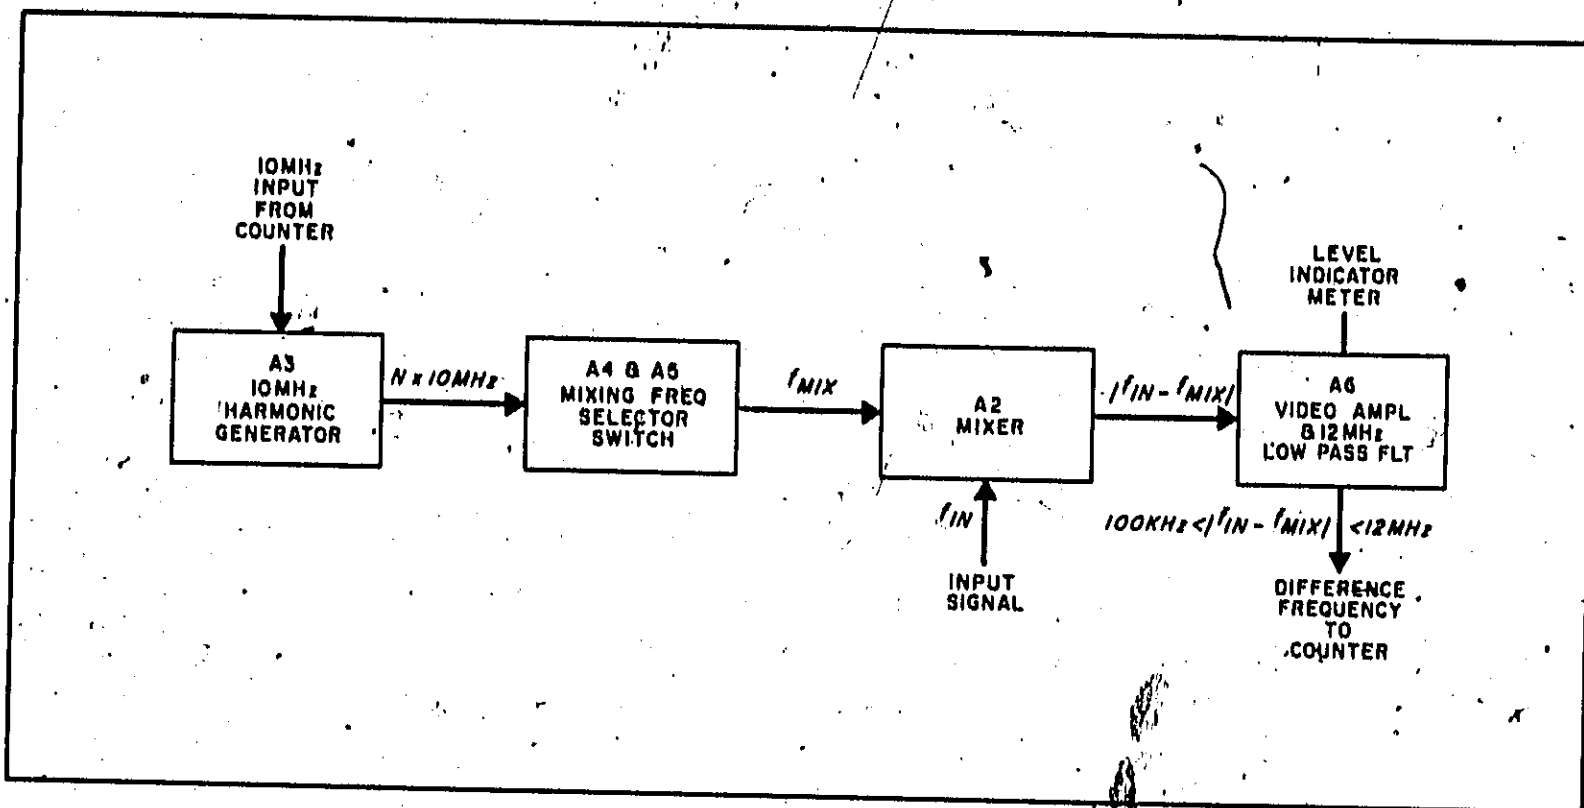 10MHz
INPUT
FROM
COUNTER
A3
10MHz
HARMONIC
GENERATOR
N x 10MHz
A4 & A5
MIXING FREQ
SELECTOR
SWITCH
fMIX
A2
MIXER
fIN
INPUT
SIGNAL
|fIN - fMIX|
LEVEL
INDICATOR
METER
A6
VIDEO AMPL
& 12MHz
LOW PASS FLT
100KHz < |fIN - fMIX| < 12MHz
DIFFERENCE
FREQUENCY
TO
COUNTER